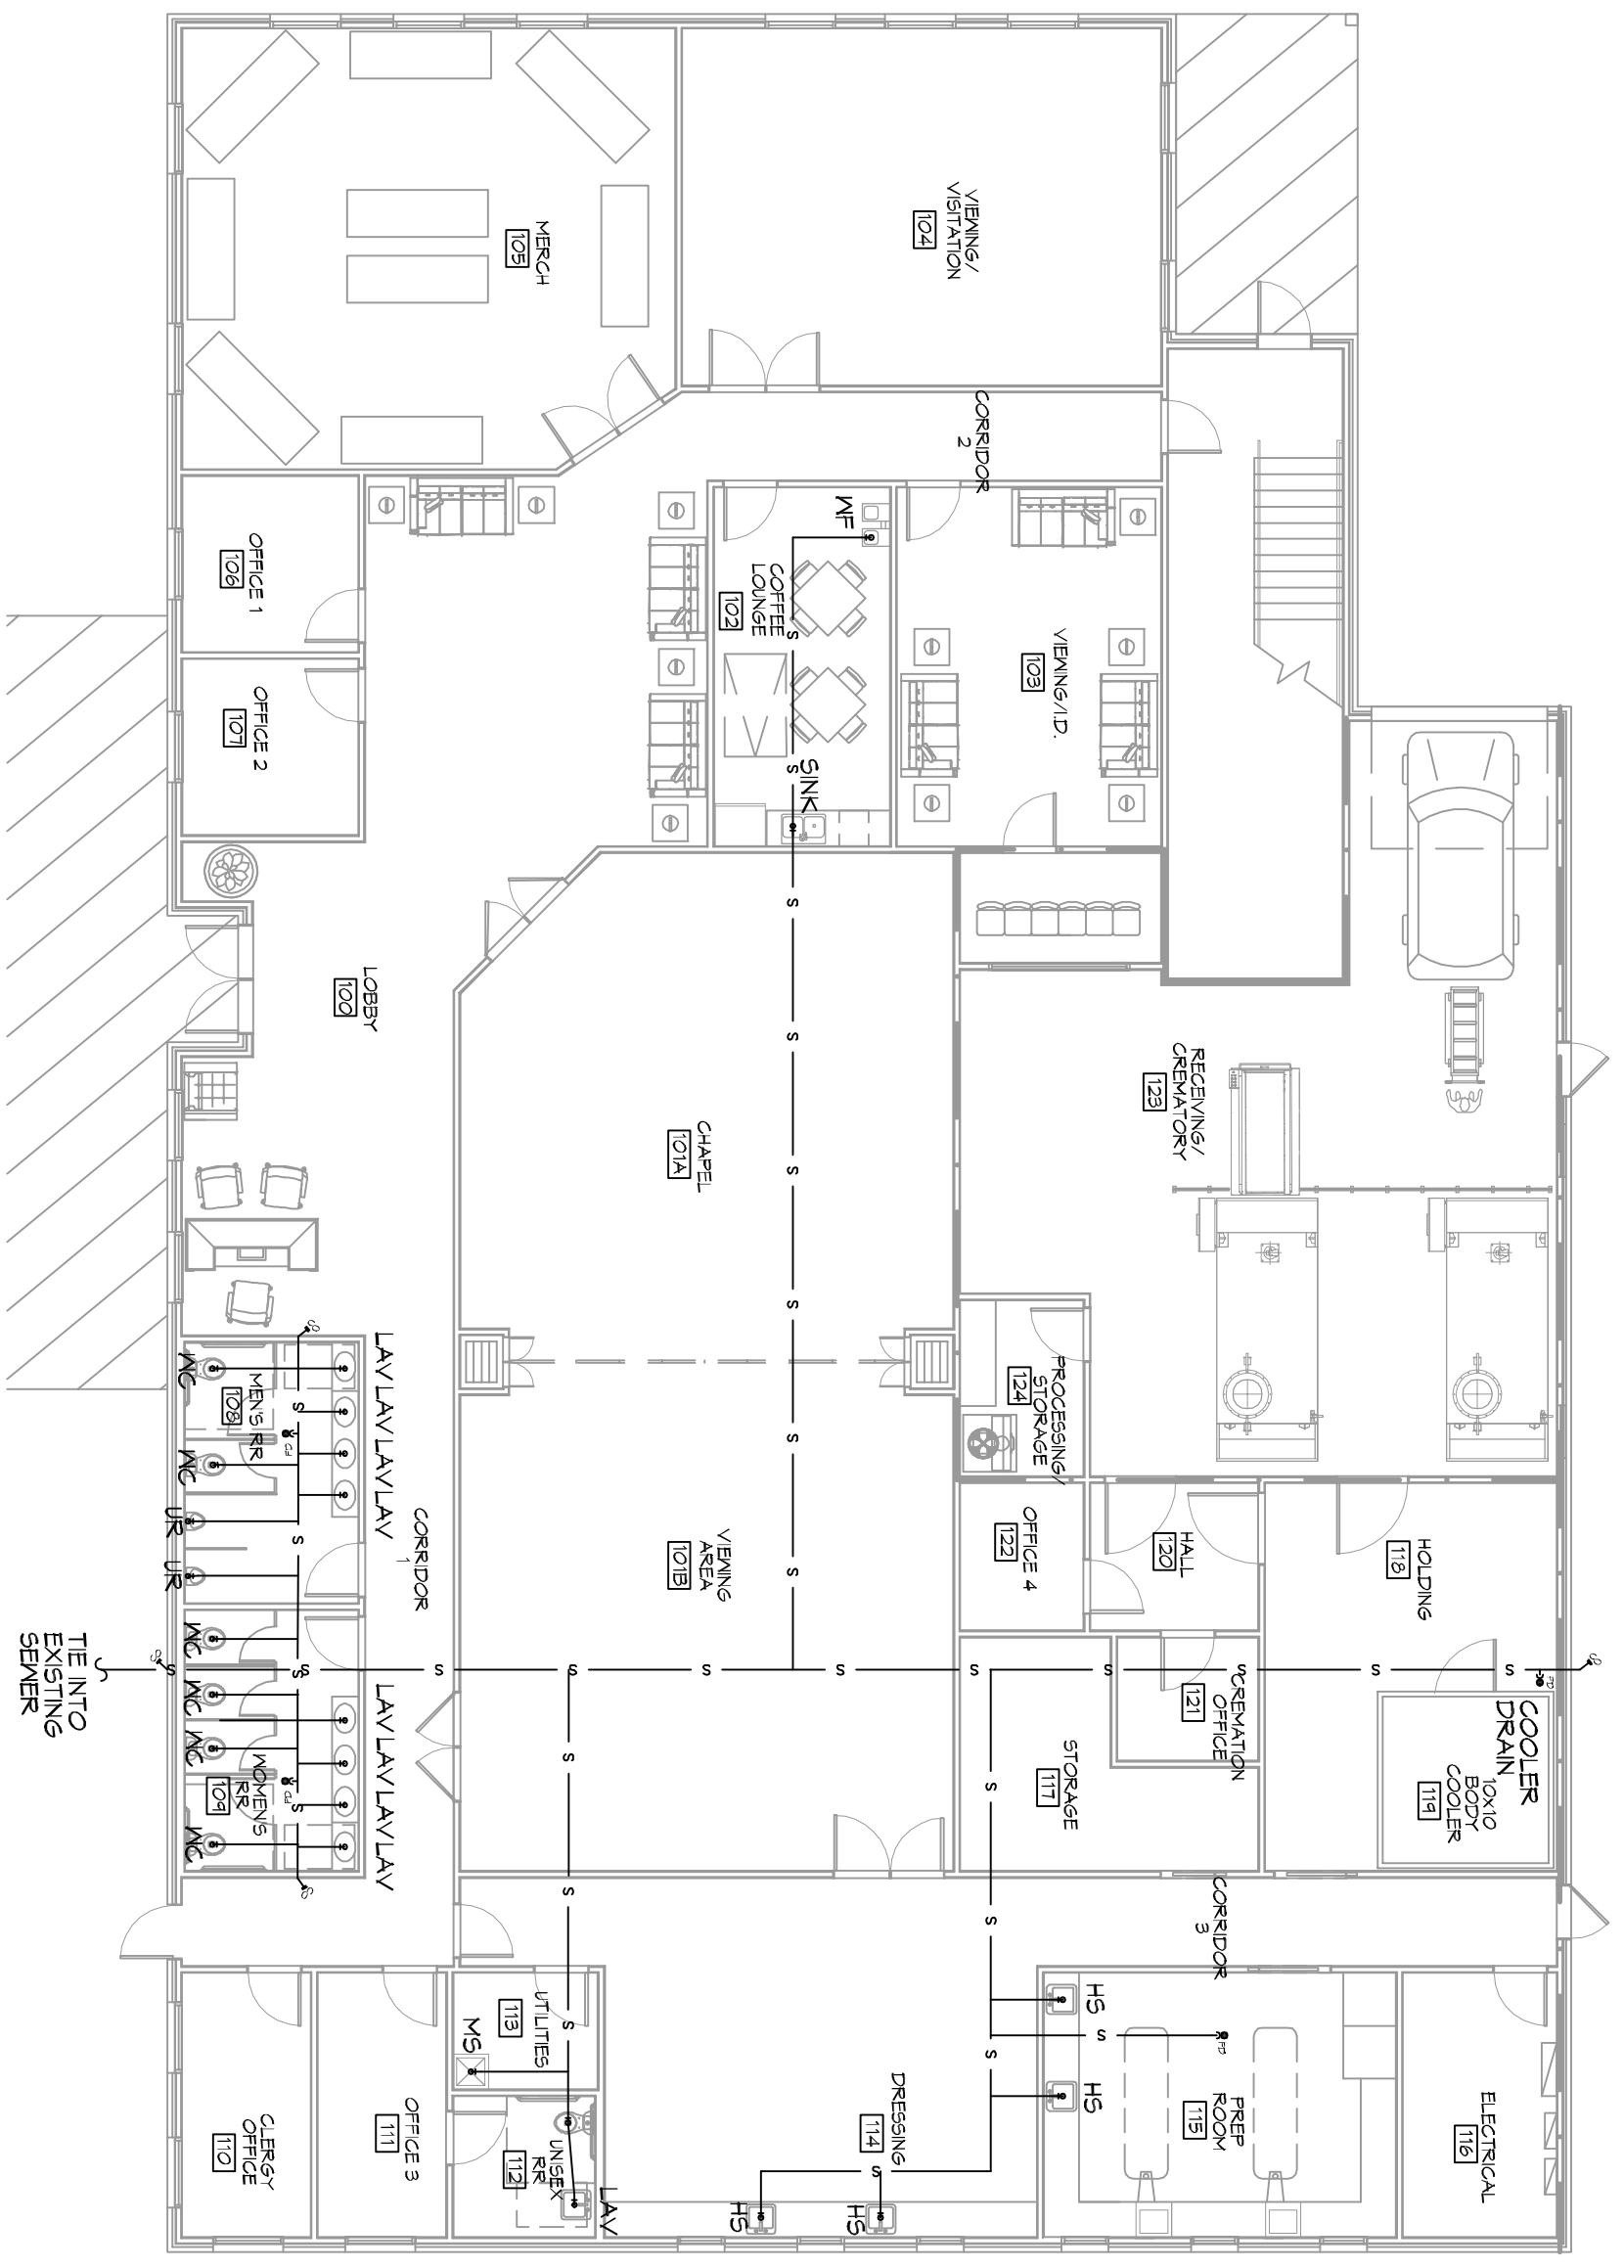 VIEWING/
VISITATION
104
MERCH
105
CORRIDOR
2
WF
COFFEE
LOUNGE
102
S
S
SINK
VIEWING/I.D.
103
OFFICE 1
106
OFFICE 2
107
LOBBY
100
S
S
S
S
S
S
CHAPEL
101A
RECEIVING/
CREMATORY
123
PROCESSING/
STORAGE
124
LAV LAV LAV LAV
WC
MEN'S RR
108
WC
UR
UR
S
S
FD
CORRIDOR
1
VIEWING
AREA
101B
OFFICE 4
122
HALL
120
HOLDING
118
TIE INTO
EXISTING
SEWER
S
S
S
S
S
S
S
S
S
S
S
FD
COOLER
DRAIN
10x10
BODY
COOLER
119
CREMATION
OFFICE
121
STORAGE
117
LAV LAV LAV LAV
WC
WC
WC
WC
WOMEN'S
RR
109
FD
S
S
S
S
S
S
S
S
CORRIDOR
3
UTILITIES
113
MS
HS
HS
S
FD
PREP
ROOM
115
ELECTRICAL
116
DRESSING
114
S
HS
HS
UNISEX
RR
112
LAV
OFFICE 3
111
CLERGY
OFFICE
110